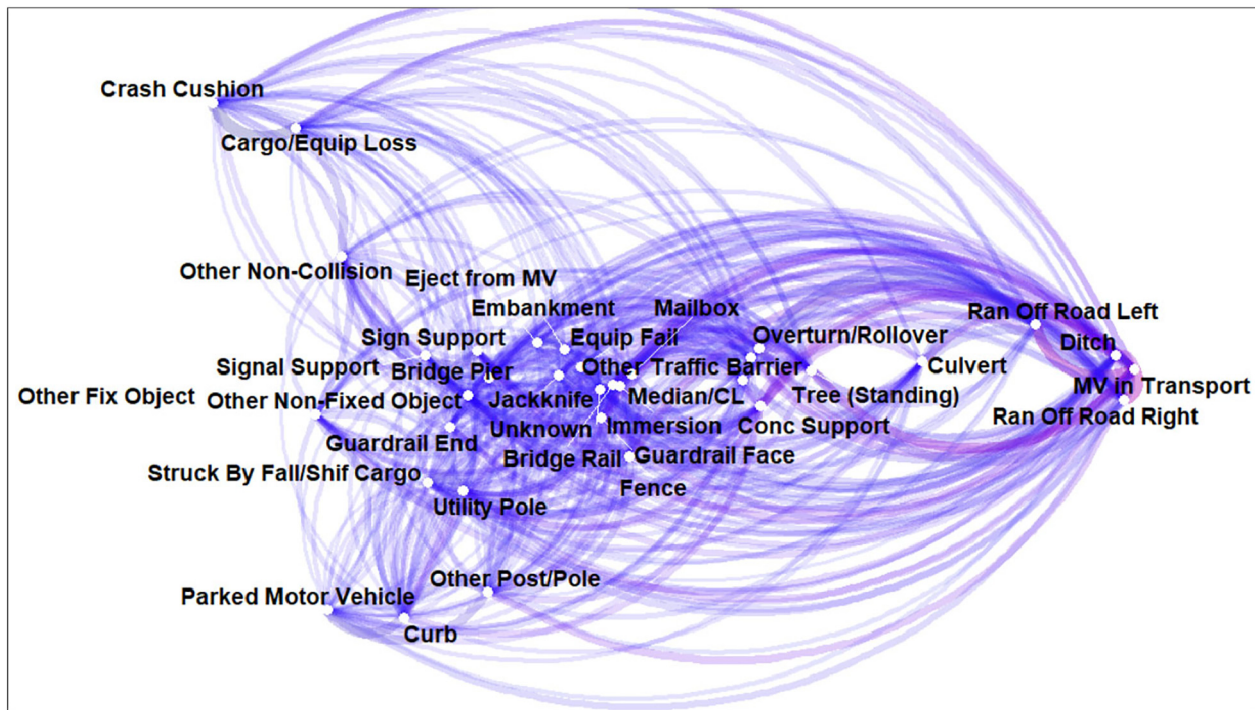 Crash Cushion
Cargo/Equip Loss
Other Non-Collision
Eject from MV
Embankment
Mailbox
Ran Off Road Left
Sign Support
Equip Fail
Overturn/Rollover
Ditch
Signal Support
Bridge Pier
Other Traffic Barrier
Culvert
MV in Transport
Other Fix Object
Other Non-Fixed Object
Jackknife
Median/CL
Tree (Standing)
Ran Off Road Right
Guardrail End
Unknown
Immersion
Conc Support
Bridge Rail
Guardrail Face
Struck By Fall/Shif Cargo
Fence
Utility Pole
Other Post/Pole
Parked Motor Vehicle
Curb